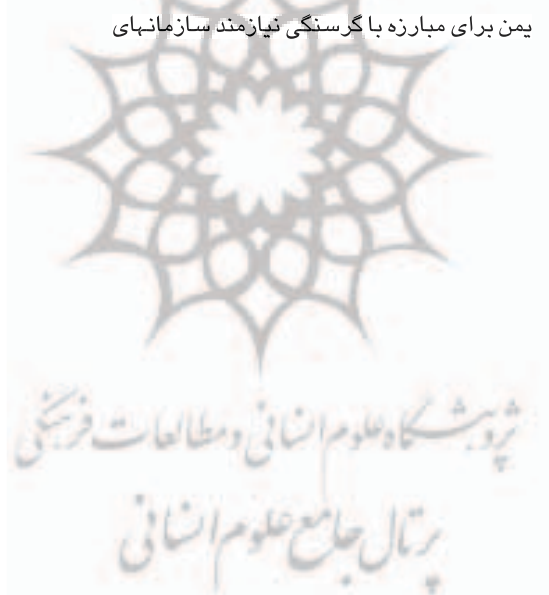 یمن برای مبارزه با گرسنگی نیازمند سازمانهای
پژوهشگاه علوم انسانی و مطالعات فرهنگی
پرتال جامع علوم انسانی